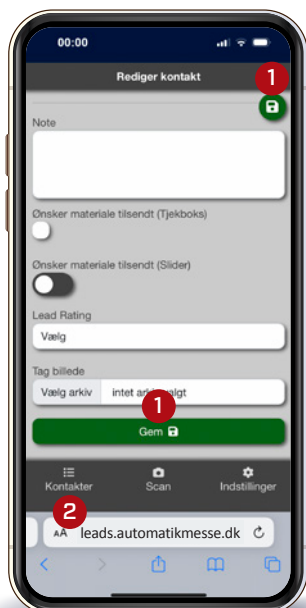 00:00
Rediger kontakt
1
Note
Ønsker materiale tilsendt (Tjekboks)
Ønsker materiale tilsendt (Slider)
Lead Rating
Vælg
Tag billede
Vælg arkiv intet arkiv valgt
1
Gem
Kontakter Scan Indstillinger
2
AA leads.automatikmesse.dk